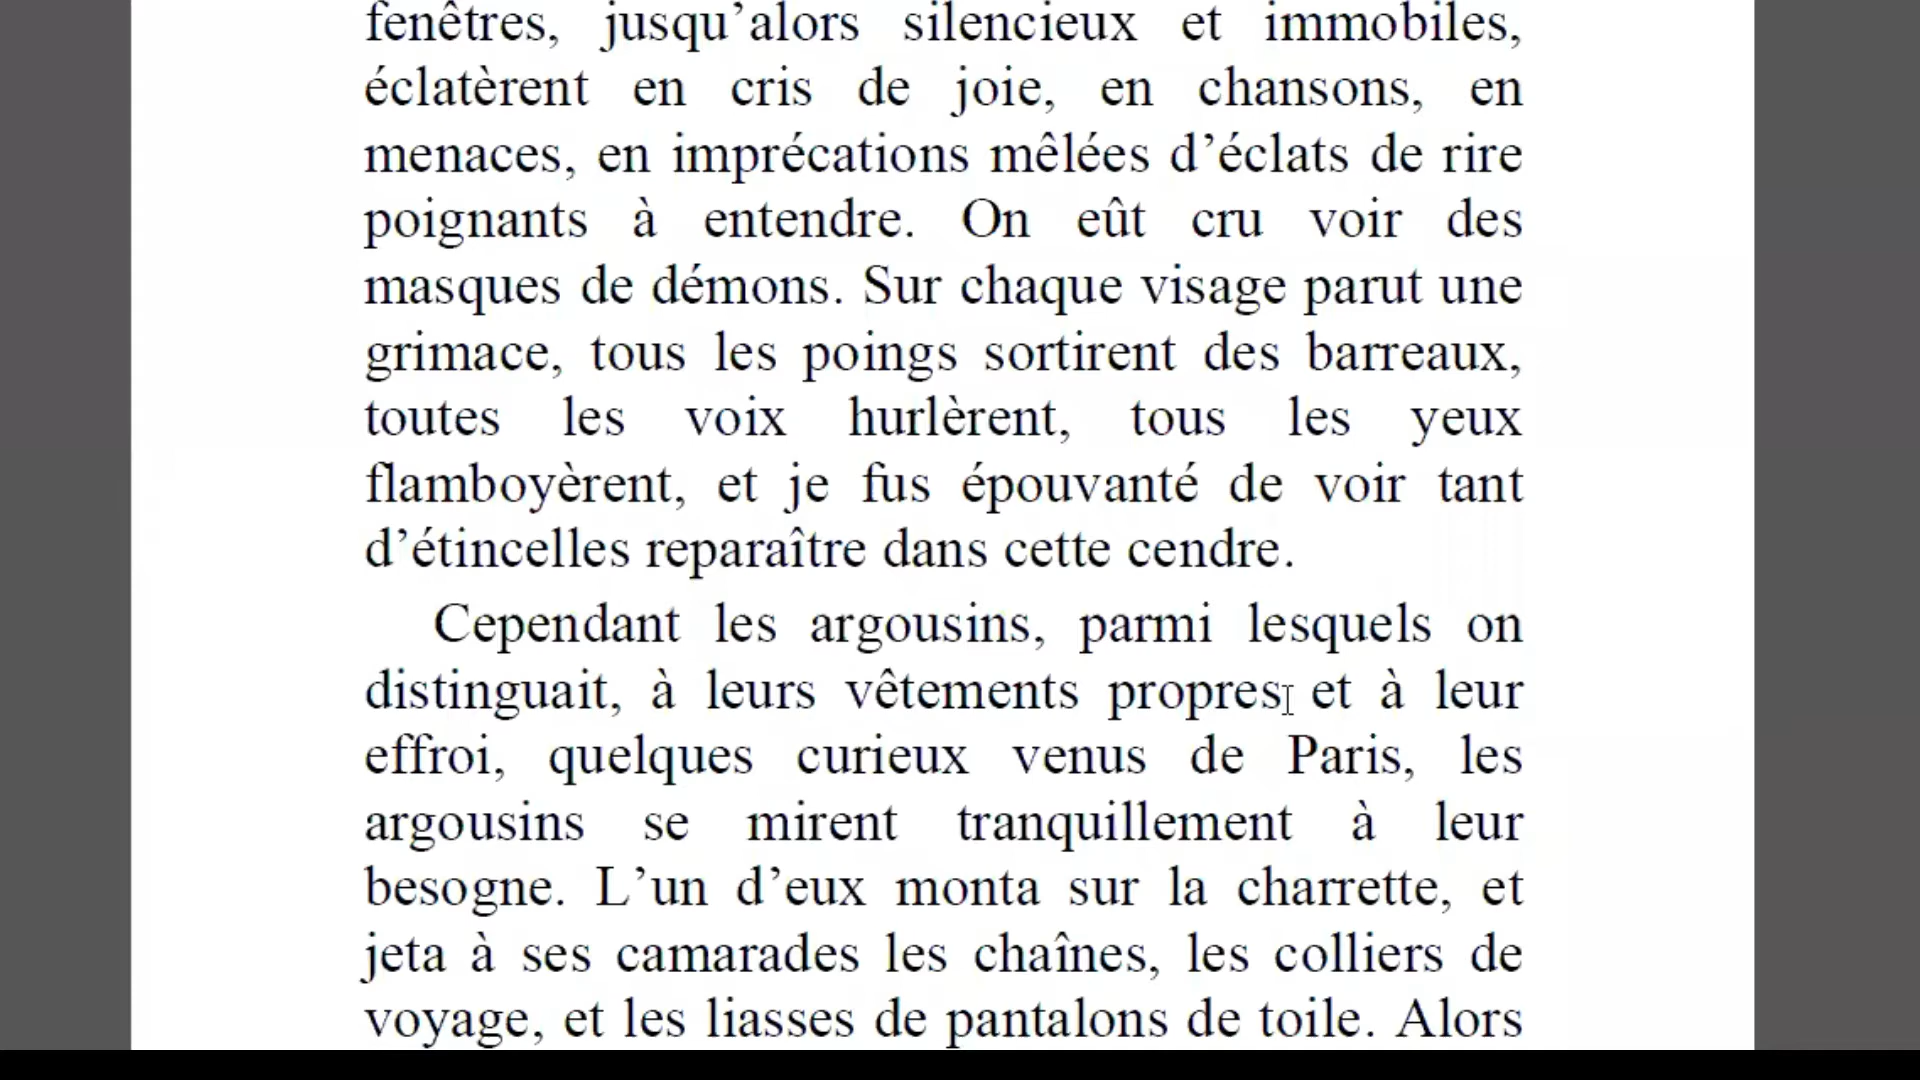 fenêtres, jusqu’alors silencieux et immobiles,
éclatèrent en cris de joie, en chansons, en
menaces, en imprécations mêlées d’éclats de rire
poignants à entendre. On eût cru voir des
masques de démons. Sur chaque visage parut une
grimace, tous les poings sortirent des barreaux,
toutes les voix hurlèrent, tous les yeux
flamboyèrent, et je fus épouvanté de voir tant
d’étincelles reparaître dans cette cendre.
Cependant les argousins, parmi lesquels on
distinguait, à leurs vêtements propres et à leur
effroi, quelques curieux venus de Paris, les
argousins se mirent tranquillement à leur
besogne. L’un d’eux monta sur la charrette, et
jeta à ses camarades les chaînes, les colliers de
voyage, et les liasses de pantalons de toile. Alors